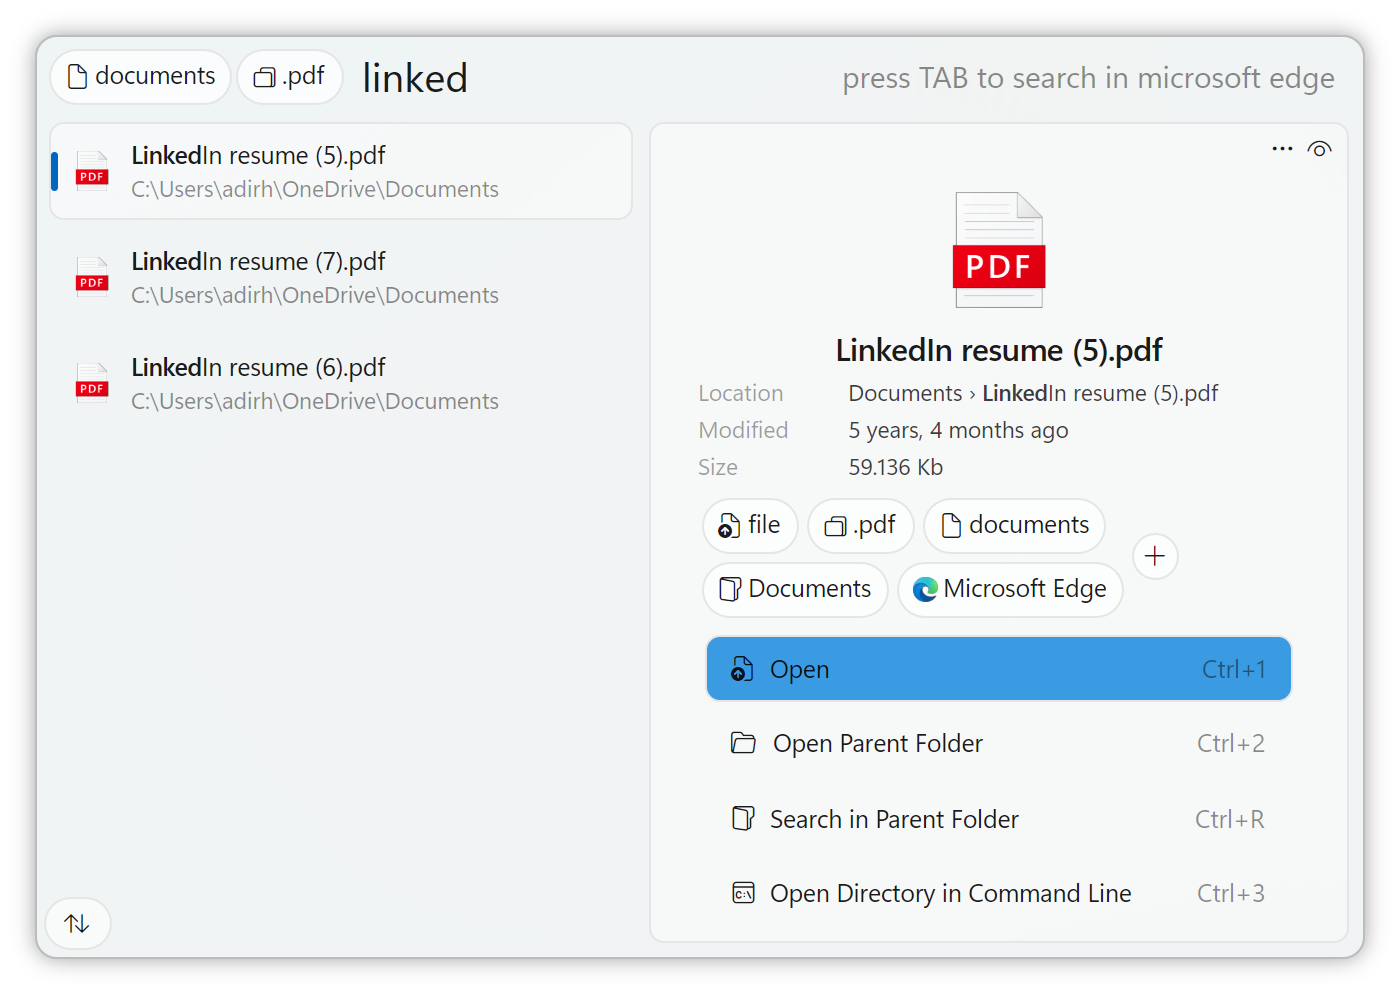 documents .pdf linked press TAB to search in microsoft edge
LinkedIn resume (5).pdf
C:\Users\adirh\OneDrive\Documents
LinkedIn resume (7).pdf
C:\Users\adirh\OneDrive\Documents
LinkedIn resume (6).pdf
C:\Users\adirh\OneDrive\Documents
PDF
PDF
PDF
PDF
LinkedIn resume (5).pdf
Location Documents › LinkedIn resume (5).pdf
Modified 5 years, 4 months ago
Size 59.136 Kb
file .pdf documents
Documents Microsoft Edge
Open Ctrl+1
Open Parent Folder Ctrl+2
Search in Parent Folder Ctrl+R
C:\ Open Directory in Command Line Ctrl+3